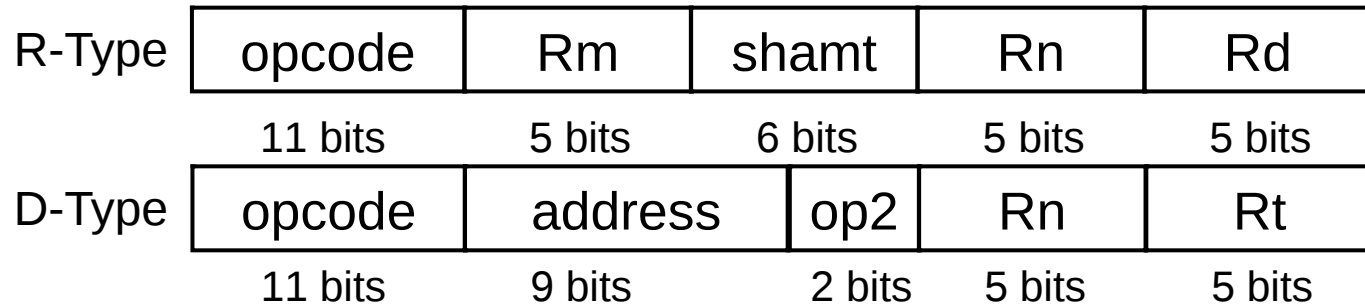 R-Type opcode Rm shamt Rn Rd
11 bits 5 bits 6 bits 5 bits 5 bits
D-Type opcode address op2 Rn Rt
11 bits 9 bits 2 bits 5 bits 5 bits